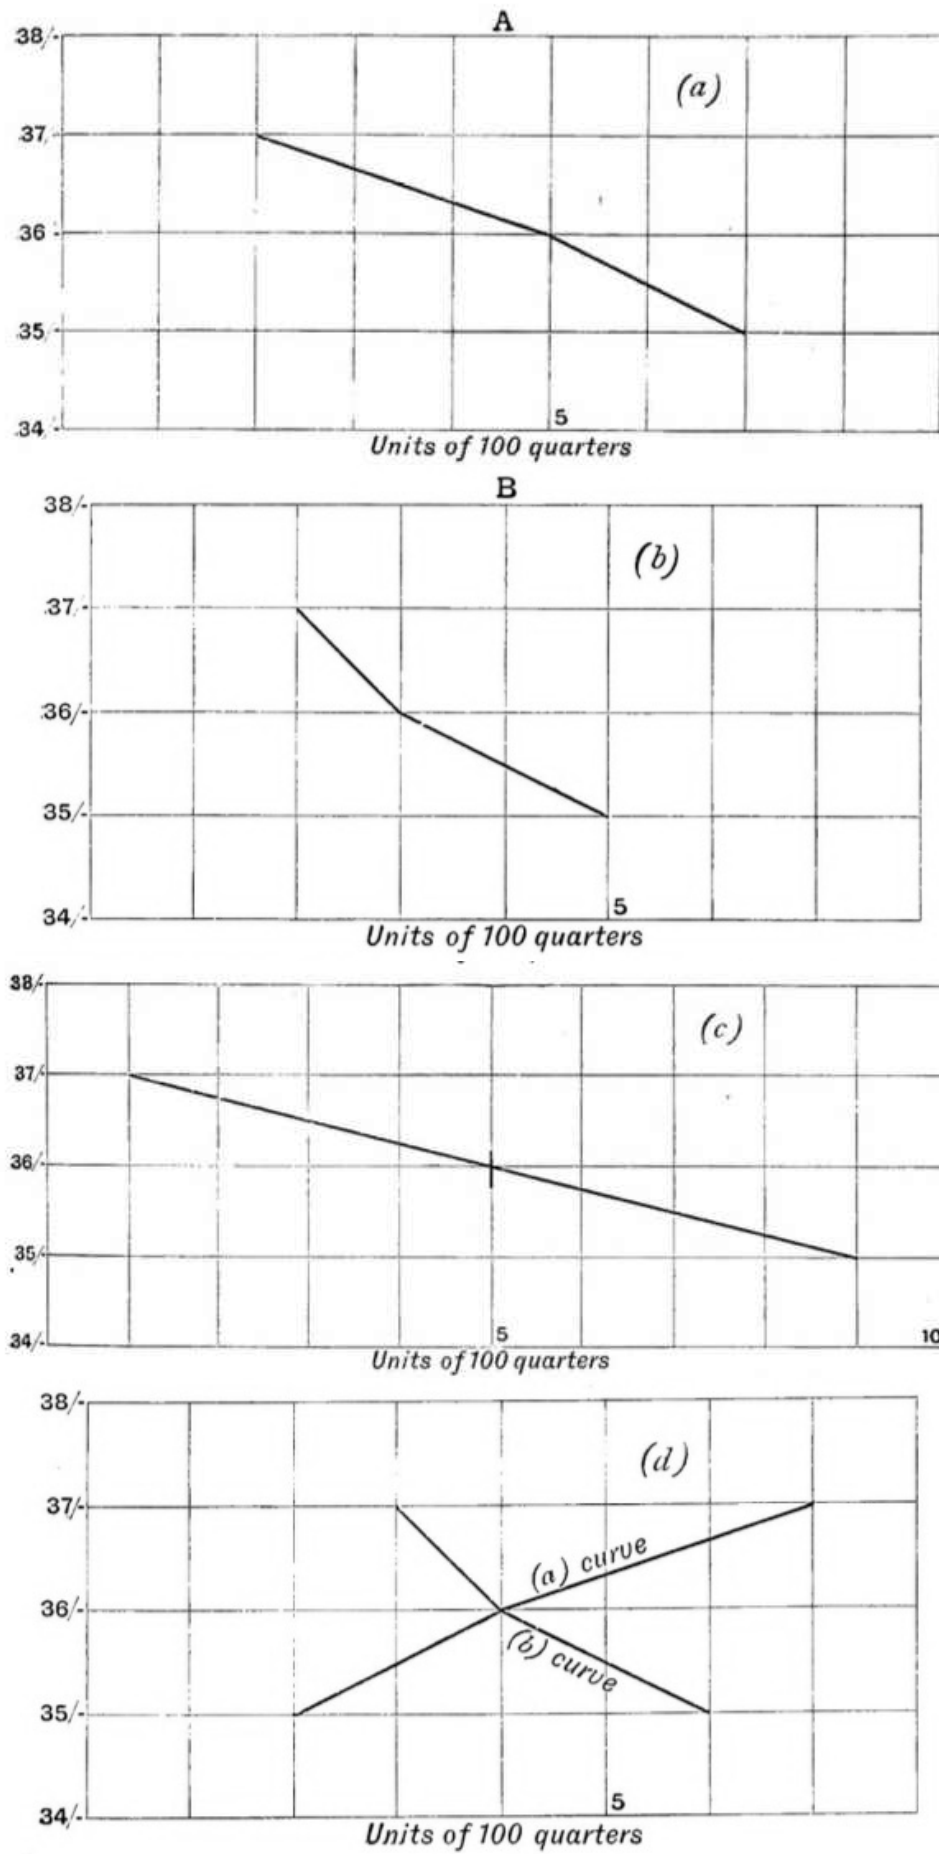 A
38/-
(a)
37/-
36/-
35/-
34/-
5
Units of 100 quarters
B
38/-
(b)
37/-
36/-
35/-
34/-
5
Units of 100 quarters
38/-
(c)
37/-
36/-
35/-
34/-
5
10
Units of 100 quarters
38/-
(d)
37/-
(a) curve
36/-
(b) curve
35/-
34/-
5
Units of 100 quarters